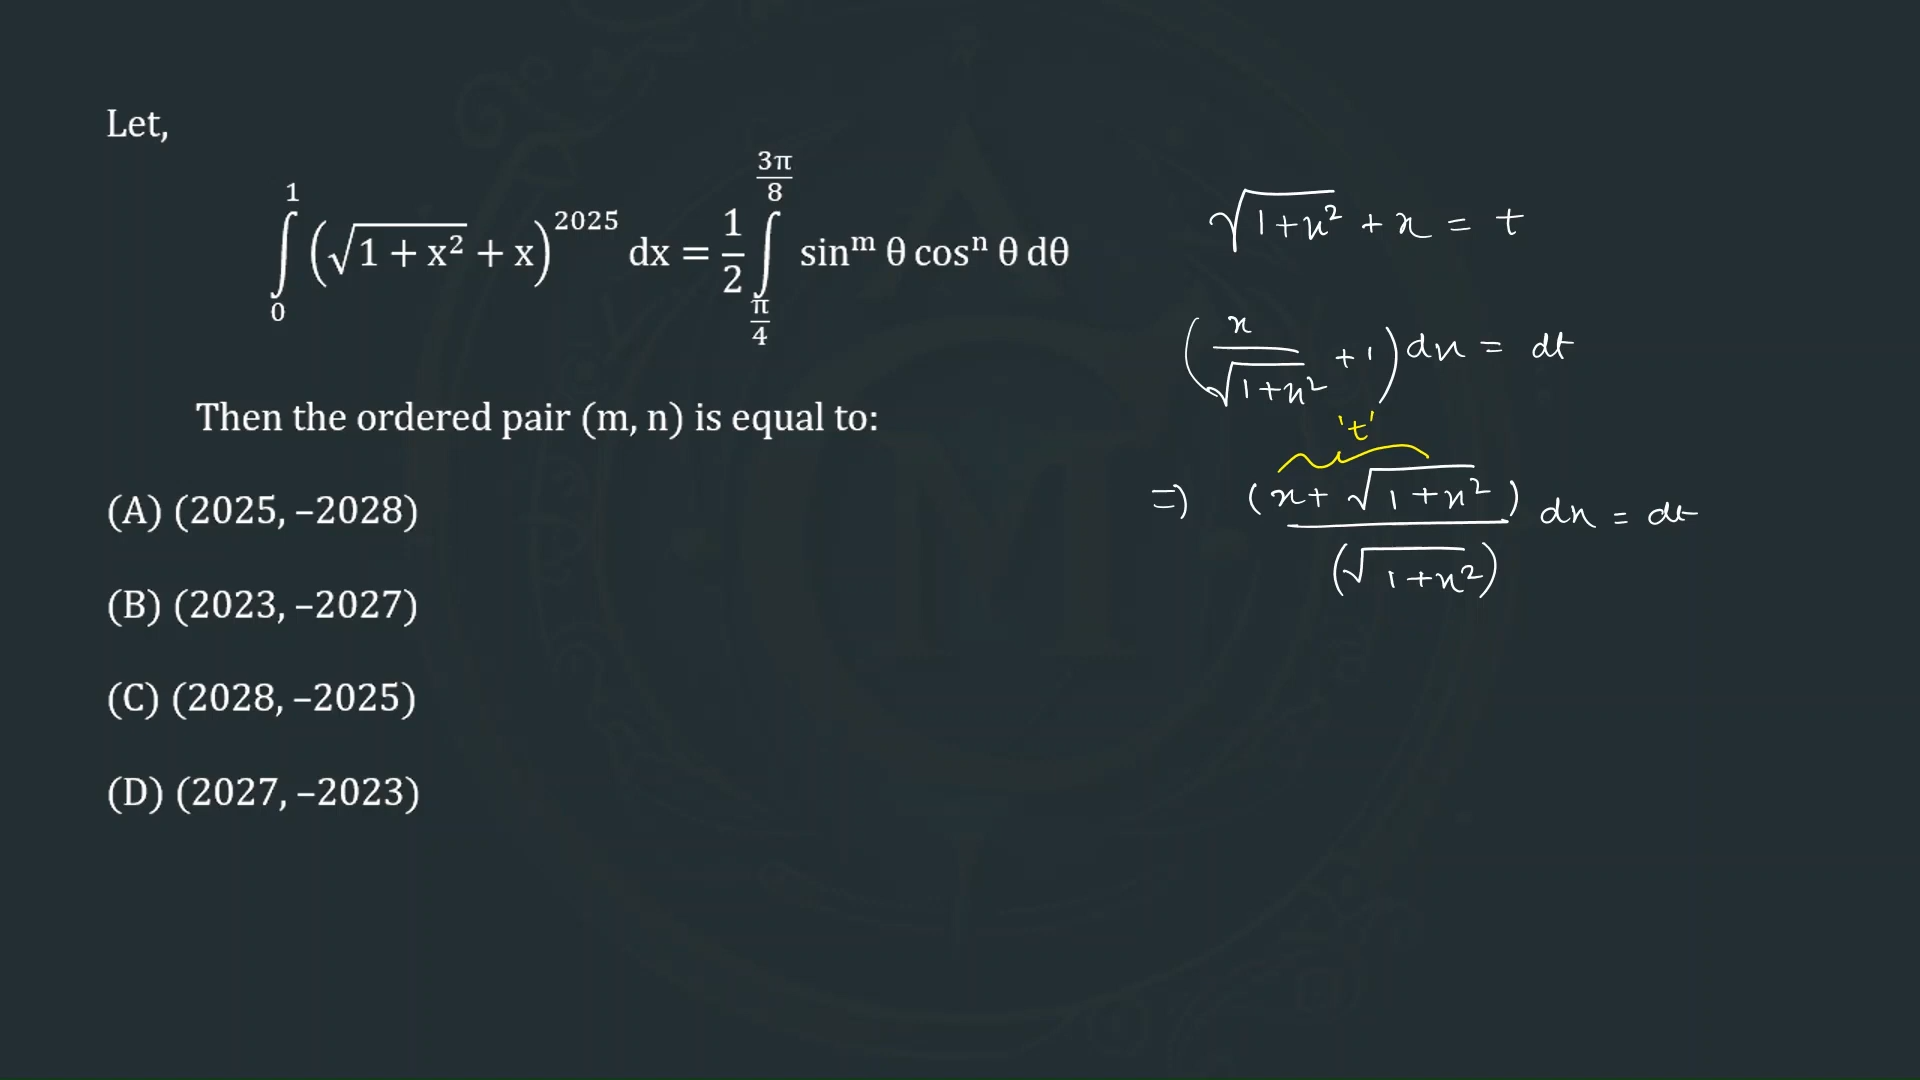 Let,
∫₀¹ (√(1 + x²) + x)²⁰²⁵ dx = 1/2 ∫_{π/4}^{3π/8} sinᵐ θ cosⁿ θ dθ
Then the ordered pair (m, n) is equal to:
(A) (2025, –2028)
(B) (2023, –2027)
(C) (2028, –2025)
(D) (2027, –2023)
√(1+x²) + x = t
(x/√(1+x²) + 1) dx = dt
't'
=) (x + √(1+x²))/(√(1+x²)) dx = dt
M